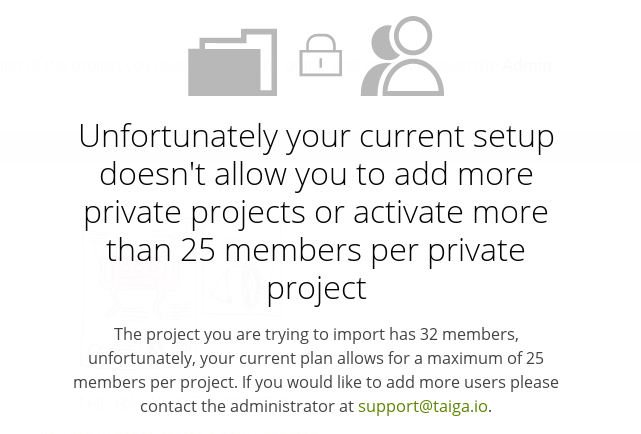 Unfortunately your current setup
doesn't allow you to add more
private projects or activate more
than 25 members per private
project
The project you are trying to import has 32 members,
unfortunately, your current plan allows for a maximum of 25
members per project. If you would like to add more users please
contact the administrator at support@taiga.io.